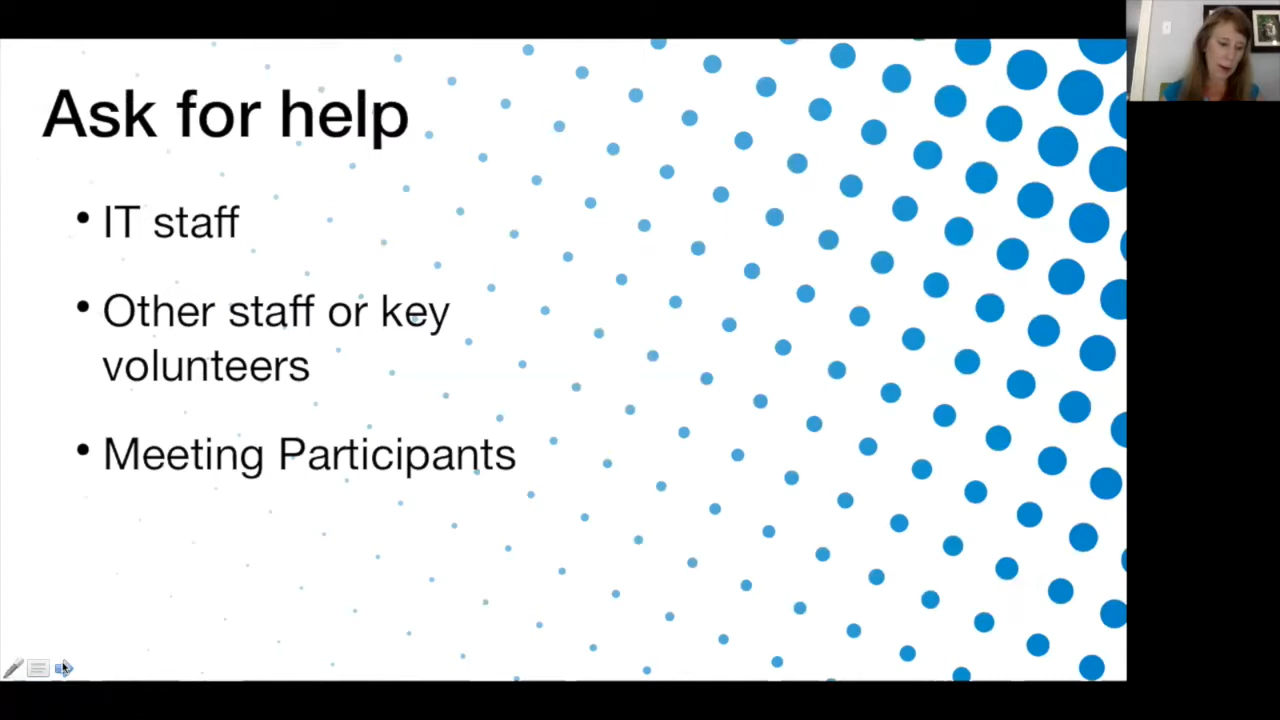 Ask for help
• IT staff
• Other staff or key
volunteers
• Meeting Participants